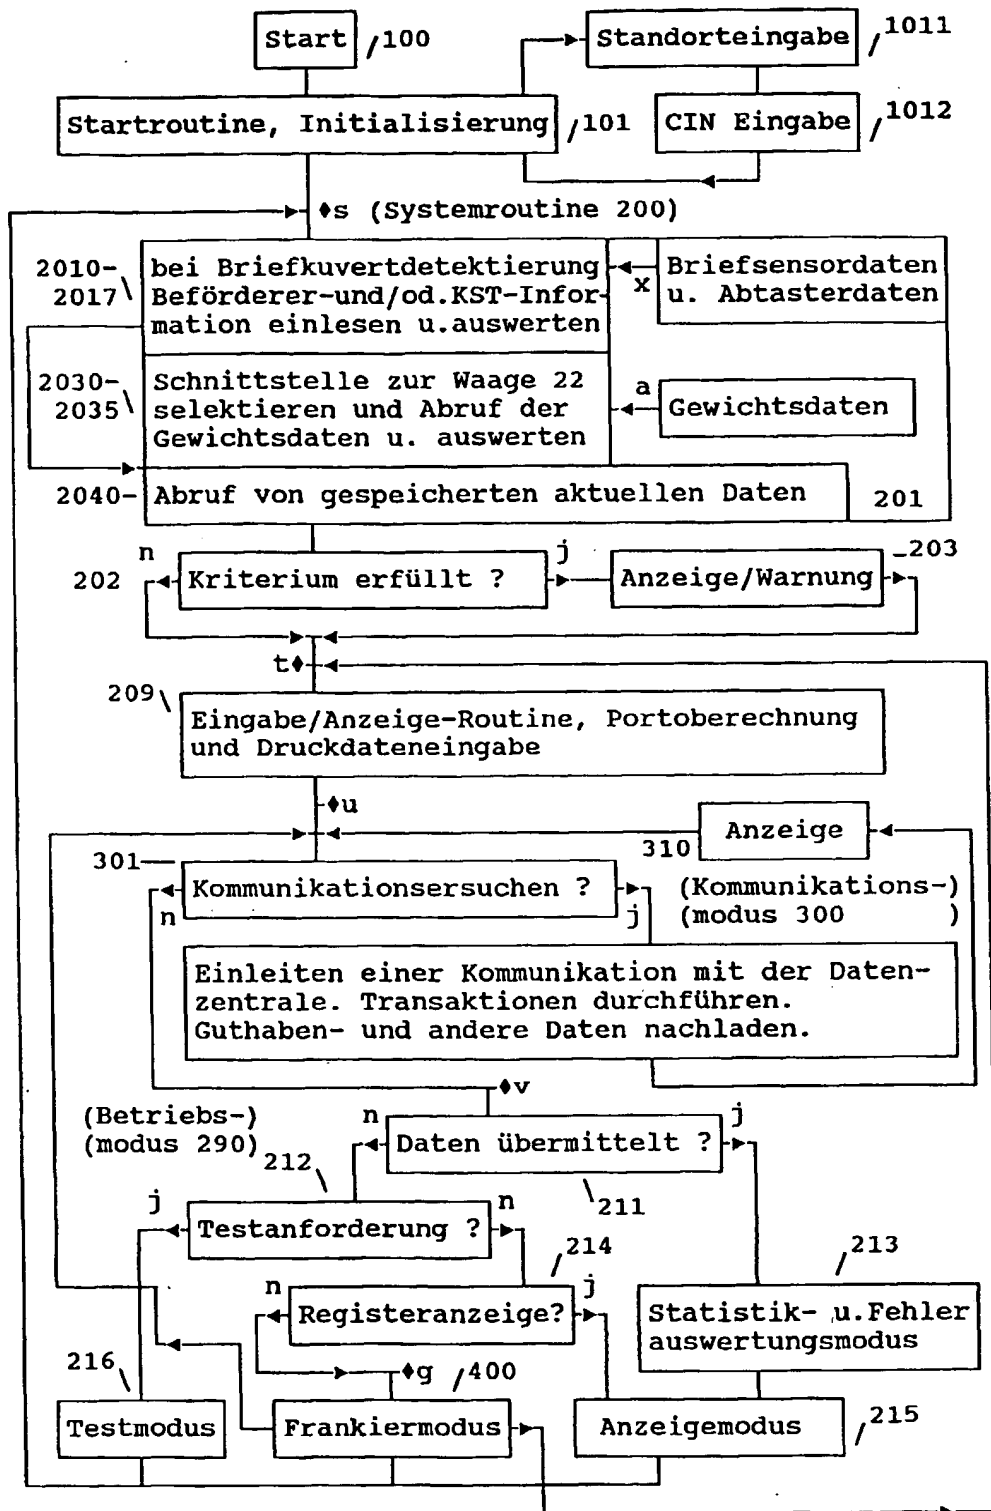 Start
100
Standorteingabe
1011
Startroutine, Initialisierung
101
CIN Eingabe
1012
♦s (Systemroutine 200)
2010-
2017
bei Briefkuvertdetektierung
Beförderer-und/od.KST-Infor-
mation einlesen u.auswerten
x
Briefsensordaten
u. Abtasterdaten
2030-
2035
Schnittstelle zur Waage 22
selektieren und Abruf der
Gewichtsdaten u. auswerten
a
Gewichtsdaten
2040-
Abruf von gespeicherten aktuellen Daten
201
n
202
Kriterium erfüllt ?
j
Anzeige/Warnung
203
t♦
209
Eingabe/Anzeige-Routine, Portoberechnung
und Druckdateneingabe
♦u
Anzeige
310
301
Kommunikationsersuchen ?
n
j
(Kommunikations-)
(modus 300 )
Einleiten einer Kommunikation mit der Daten-
zentrale. Transaktionen durchführen.
Guthaben- und andere Daten nachladen.
♦v
(Betriebs-)
(modus 290)
n
Daten übermittelt ?
j
211
212
j
Testanforderung ?
n
214
213
n
Registeranzeige?
j
Statistik- u.Fehler
auswertungsmodus
♦g
400
216
Testmodus
Frankiermodus
Anzeigemodus
215